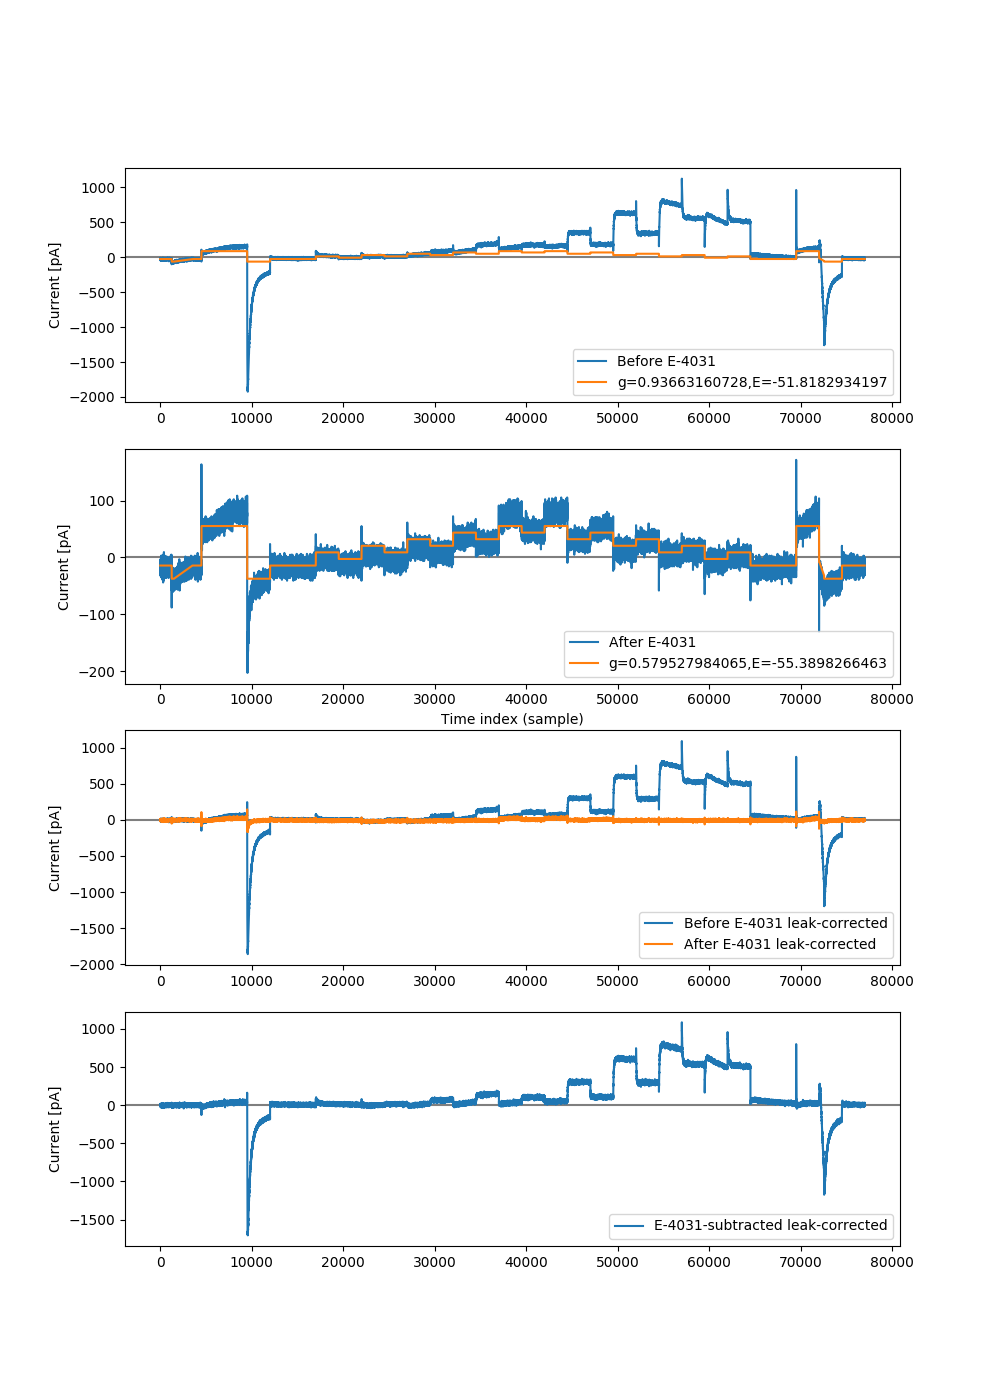 1000
500
0
−500
−1000
−1500
−2000
Current [pA]
Before E-4031
g=0.93663160728,E=-51.8182934197
0 10000 20000 30000 40000 50000 60000 70000 80000
100
0
−100
−200
Current [pA]
After E-4031
g=0.579527984065,E=-55.3898266463
0 10000 20000 30000 40000 50000 60000 70000 80000
Time index (sample)
1000
500
0
−500
−1000
−1500
−2000
Current [pA]
Before E-4031 leak-corrected
After E-4031 leak-corrected
0 10000 20000 30000 40000 50000 60000 70000 80000
1000
500
0
−500
−1000
−1500
Current [pA]
E-4031-subtracted leak-corrected
0 10000 20000 30000 40000 50000 60000 70000 80000